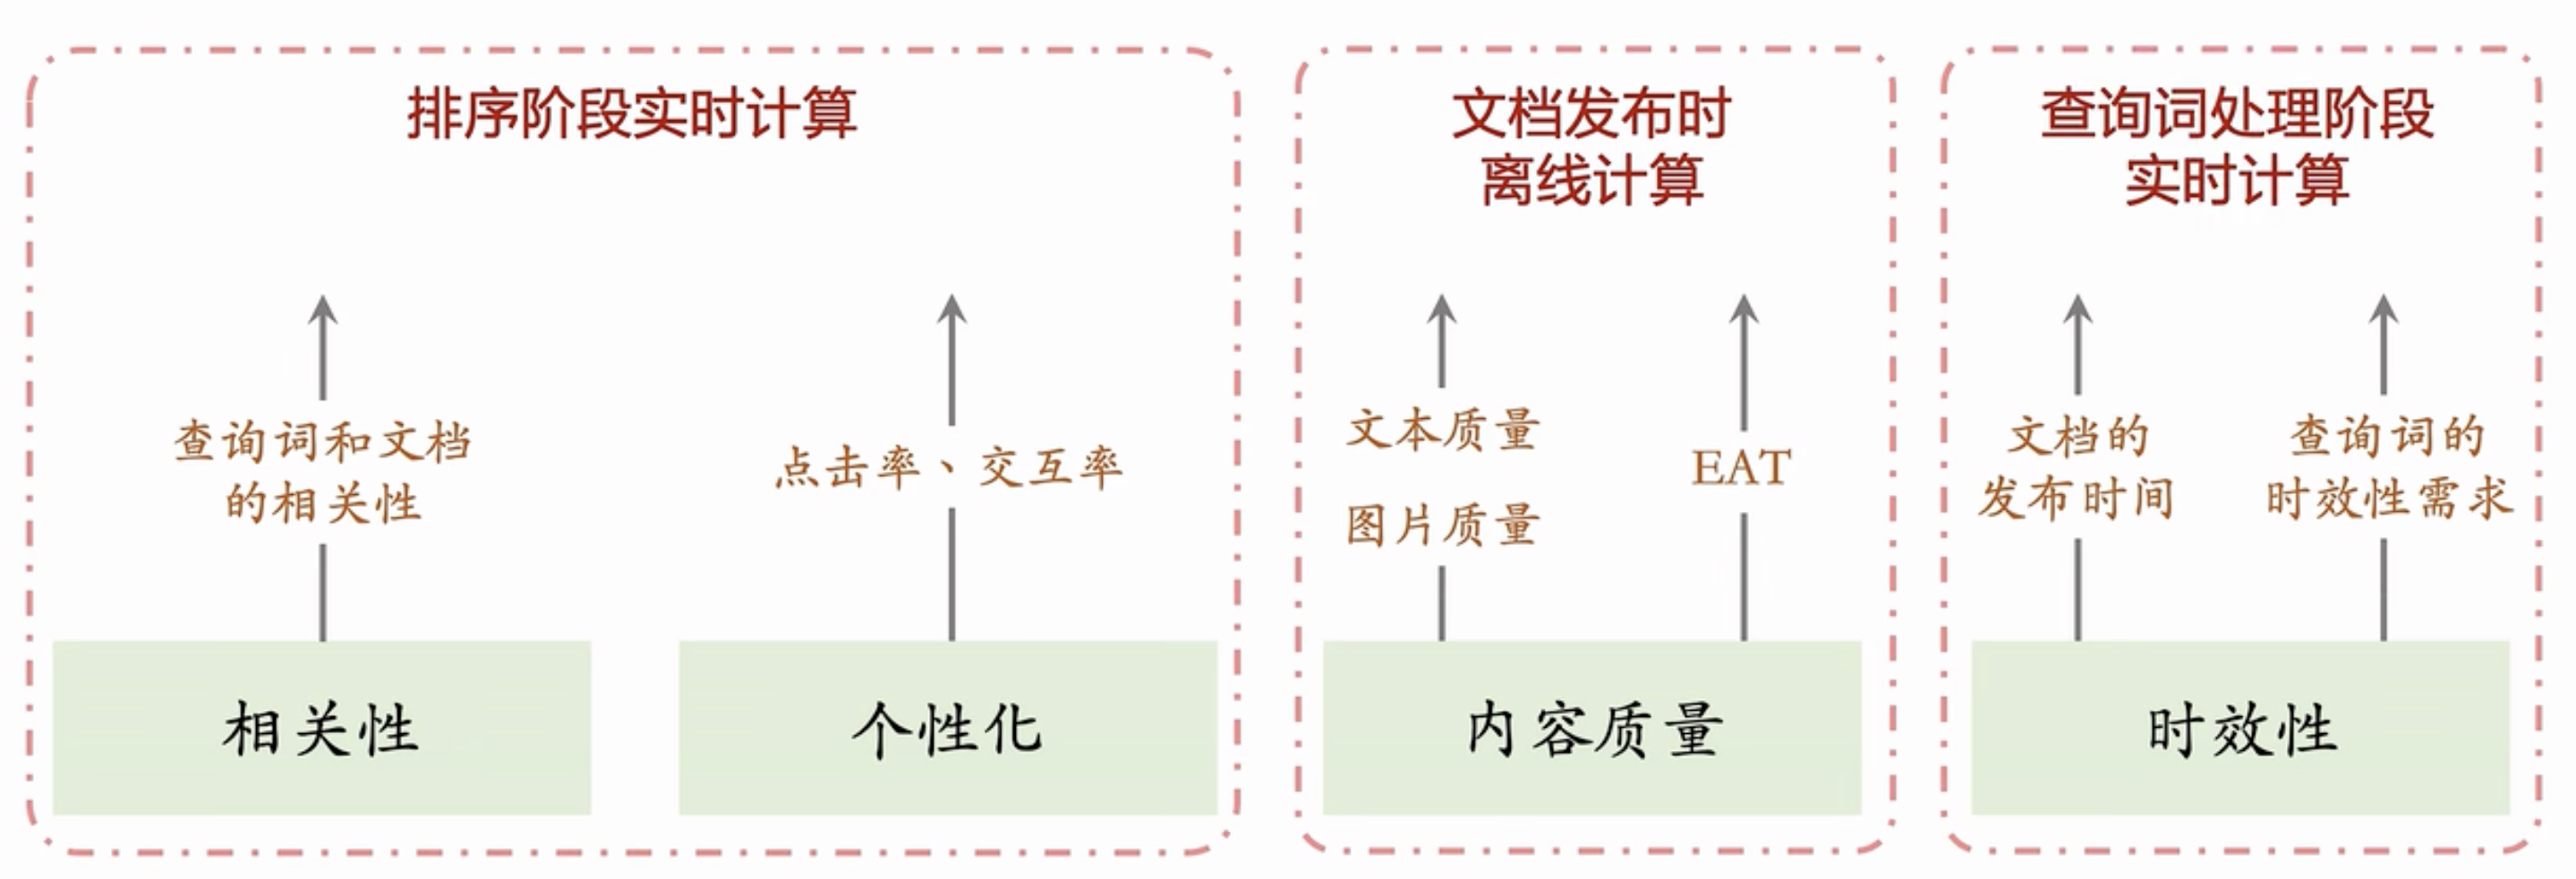 排序阶段实时计算
查询词和文档
的相关性
点击率、交互率
相关性
个性化
文档发布时
离线计算
文本质量
图片质量
EAT
内容质量
查询词处理阶段
实时计算
文档的
发布时间
查询词的
时效性需求
时效性